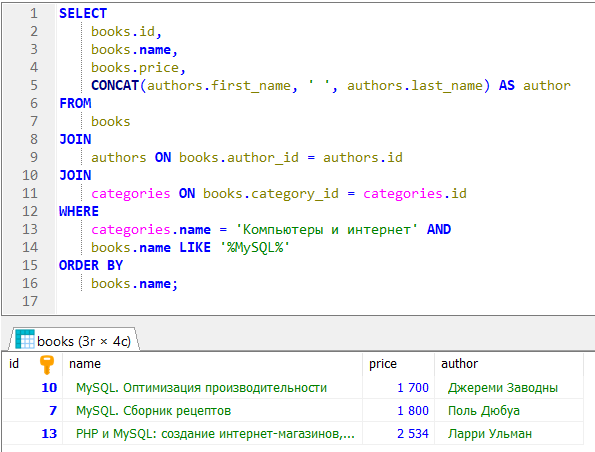 1 SELECT
2 books.id,
3 books.name,
4 books.price,
5 CONCAT(authors.first_name, ' ', authors.last_name) AS author
6 FROM
7 books
8 JOIN
9 authors ON books.author_id = authors.id
10 JOIN
11 categories ON books.category_id = categories.id
12 WHERE
13 categories.name = 'Компьютеры и интернет' AND
14 books.name LIKE '%MySQL%'
15 ORDER BY
16 books.name;
17
books (3r × 4c)
id name price author
10 MySQL. Оптимизация производительности 1 700 Джереми Заводны
7 MySQL. Сборник рецептов 1 800 Поль Дюбуа
13 PHP и MySQL: создание интернет-магазинов,... 2 534 Ларри Ульман